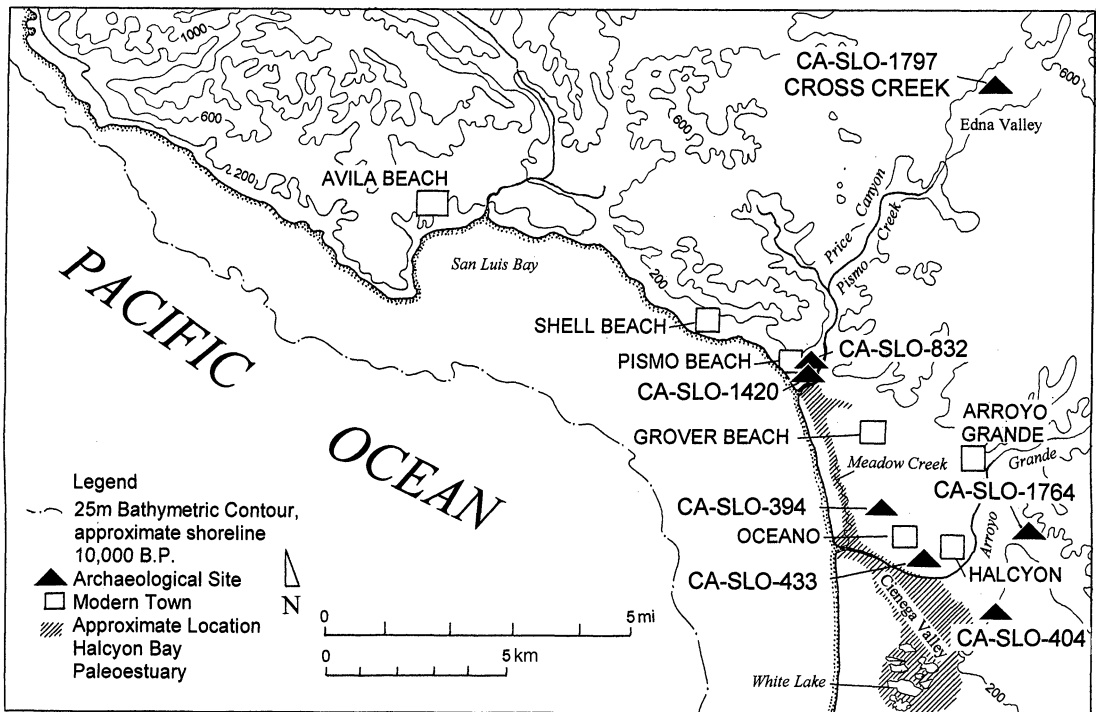 1000
600
200
AVILA BEACH
San Luis Bay
600
CA-SLO-1797
CROSS CREEK
600
Edna Valley
Price Canyon
Pismo Creek
200
SHELL BEACH
PISMO BEACH
CA-SLO-832
CA-SLO-1420
GROVER BEACH
ARROYO
GRANDE
Arroyo Grande
Meadow Creek
CA-SLO-1764
CA-SLO-394
OCEANO
HALCYON
CA-SLO-433
Cienega Valley
CA-SLO-404
White Lake
200
PACIFIC
OCEAN
Legend
25m Bathymetric Contour,
approximate shoreline
10,000 B.P.
Archaeological Site
Modern Town
Approximate Location
Halcyon Bay
Paleoestuary
N
0 5 mi
0 5 km